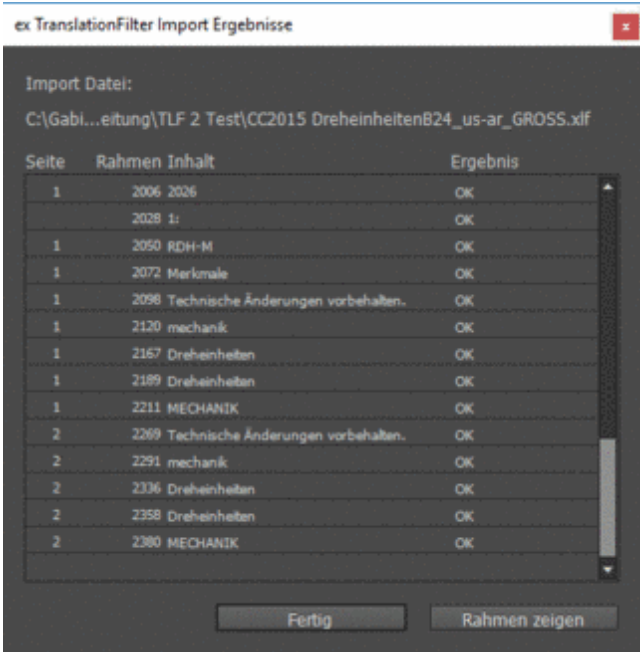 ex TranslationFilter Import Ergebnisse
x
Import Datei:
C:\Gabi...eitung\TLF 2 Test\CC2015 DreheinheitenB24_us-ar_GROSS.xlf
Seite Rahmen Inhalt Ergebnis
1 2006 2026 OK
2028 1: OK
1 2050 RDH-M OK
1 2072 Merkmale OK
1 2098 Technische Änderungen vorbehalten. OK
1 2120 mechanik OK
1 2167 Dreheinheiten OK
1 2189 Dreheinheiten OK
1 2211 MECHANIK OK
2 2269 Technische Änderungen vorbehalten. OK
2 2291 mechanik OK
2 2336 Dreheinheiten OK
2 2358 Dreheinheiten OK
2 2380 MECHANIK OK
Fertig Rahmen zeigen